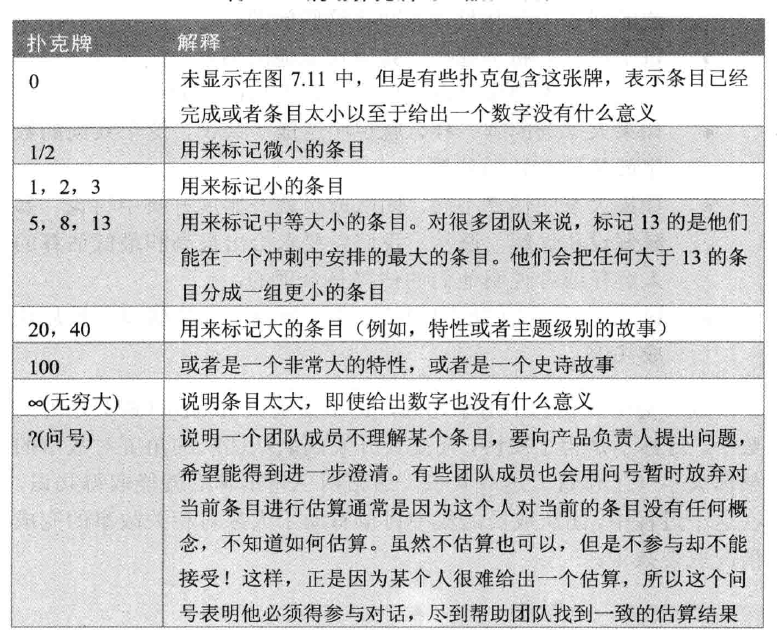 扑克牌 解释
0 未显示在图 7.11 中，但是有些扑克包含这张牌，表示条目已经
完成或者条目太小以至于给出一个数字没有什么意义
1/2 用来标记微小的条目
1，2，3 用来标记小的条目
5，8，13 用来标记中等大小的条目。对很多团队来说，标记 13 的是他们
能在一个冲刺中安排的最大的条目。他们会把任何大于 13 的条
目分成一组更小的条目
20，40 用来标记大的条目（例如，特性或者主题级别的故事）
100 或者是一个非常大的特性，或者是一个史诗故事
∞(无穷大) 说明条目太大，即使给出数字也没有什么意义
?(问号) 说明一个团队成员不理解某个条目，要向产品负责人提出问题，
希望能得到进一步澄清。有些团队成员也会用问号暂时放弃对
当前条目进行估算通常是因为这个人对当前的条目没有任何概
念，不知道如何估算。虽然不估算也可以，但是不参与却不能
接受！这样，正是因为某个人很难给出一个估算，所以这个问
号表明他必须得参与对话，尽到帮助团队找到一致的估算结果